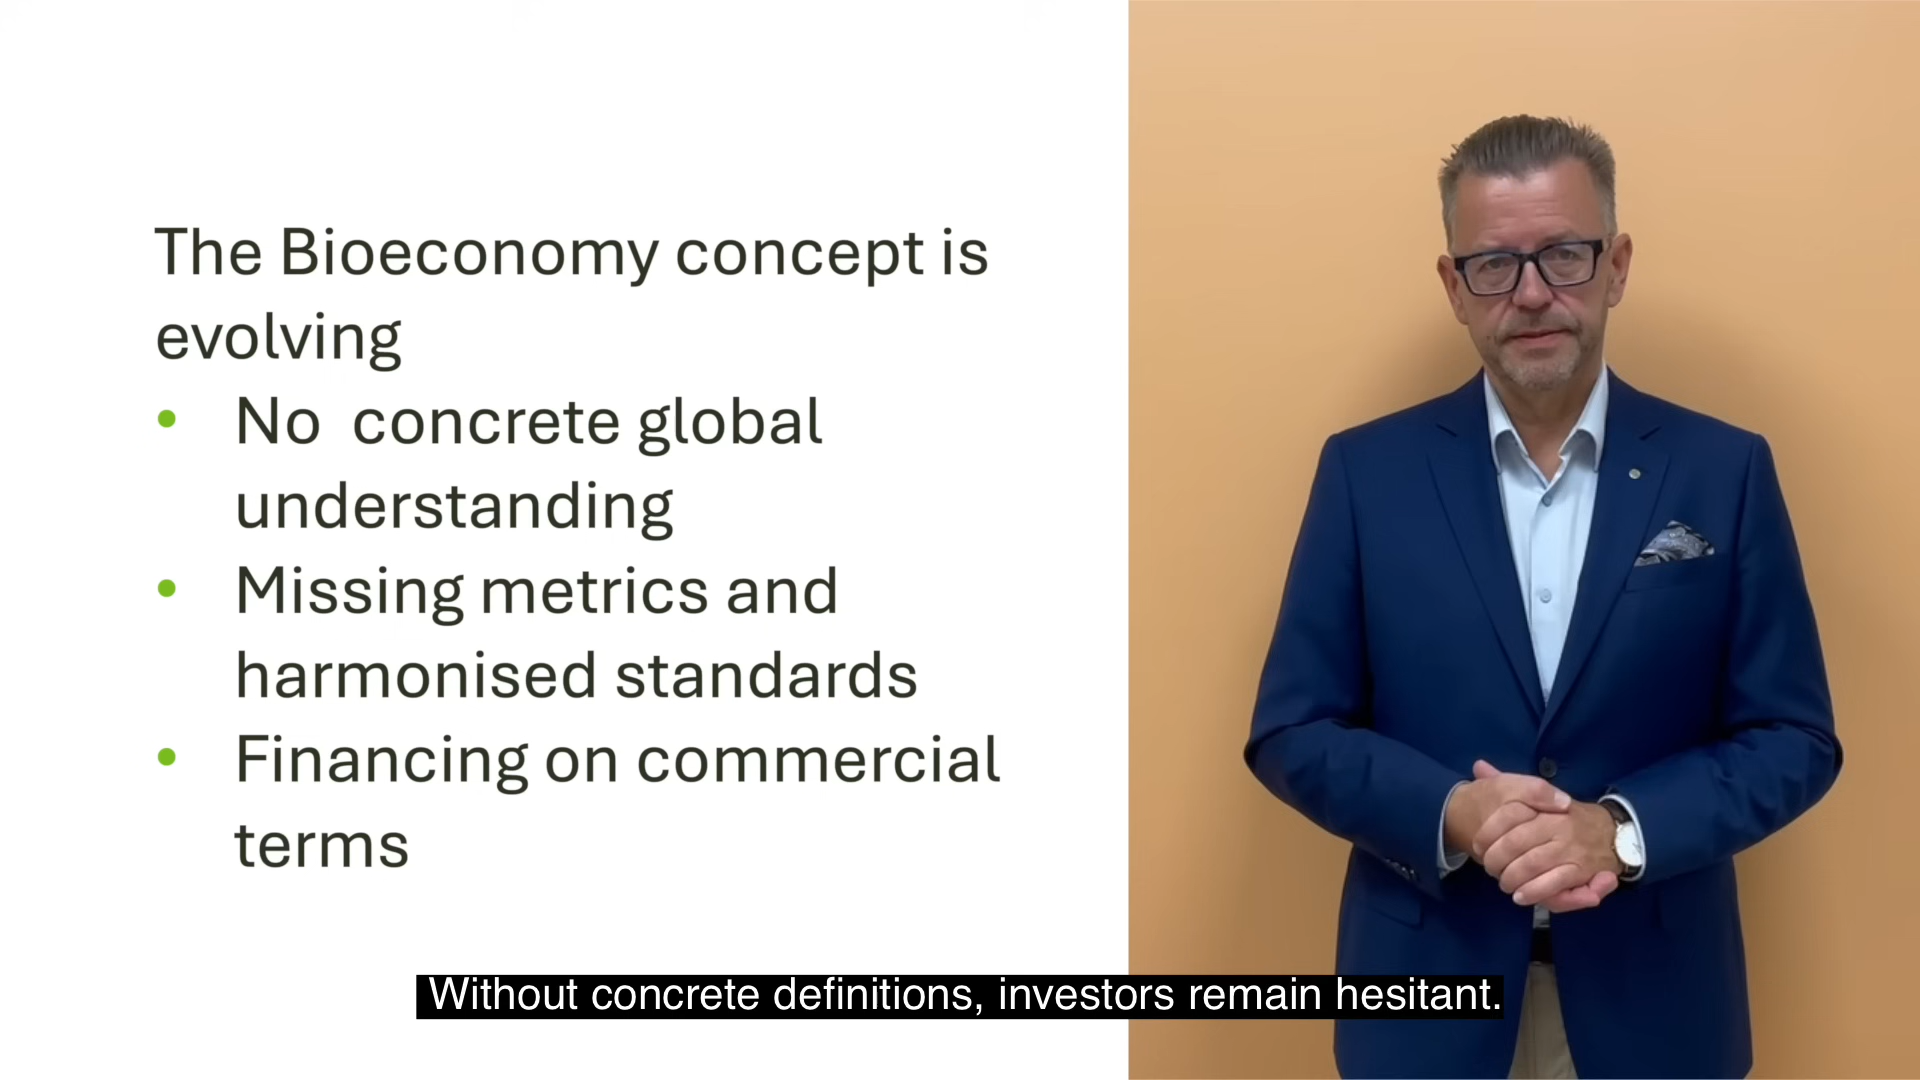 The Bioeconomy concept is
evolving
• No  concrete global
understanding
• Missing metrics and
harmonised standards
• Financing on commercial
terms
Without concrete definitions, investors remain hesitant.